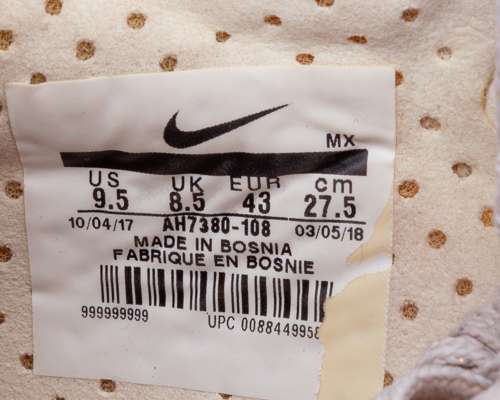 MX
US UK EUR cm
9.5 8.5 43 27.5
10/04/17 AH7380-108 03/05/18
MADE IN BOSNIA
FABRIQUE EN BOSNIE
999999999
UPC 0088449958